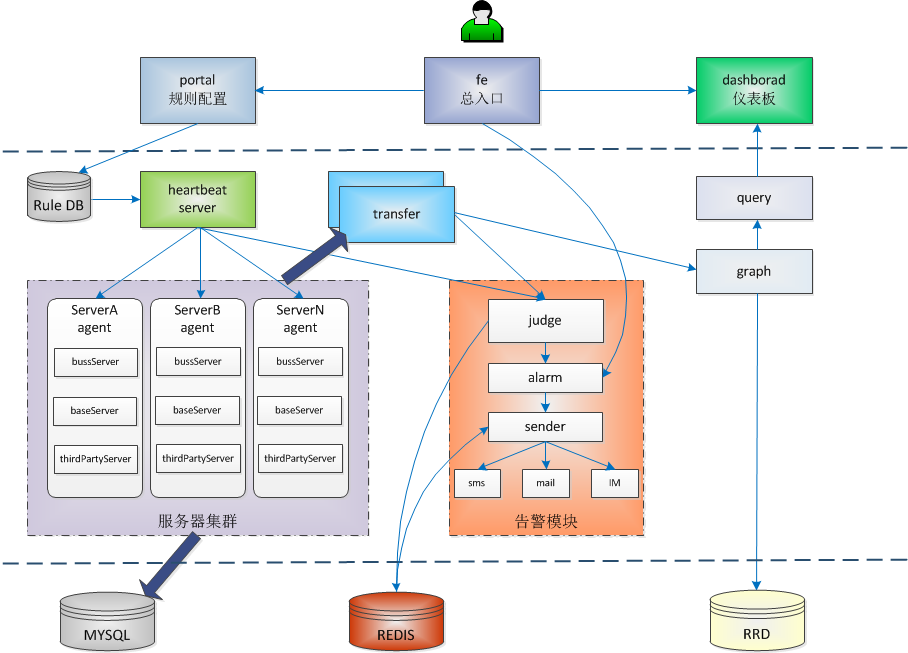 portal
规则配置
fe
总入口
dashborad
仪表板
Rule DB
heartbeat
server
transfer
query
graph
ServerA
agent
bussServer
baseServer
thirdPartyServer
ServerB
agent
bussServer
baseServer
thirdPartyServer
ServerN
agent
bussServer
baseServer
thirdPartyServer
服务器集群
judge
alarm
sender
sms
mail
IM
告警模块
MYSQL
REDIS
RRD